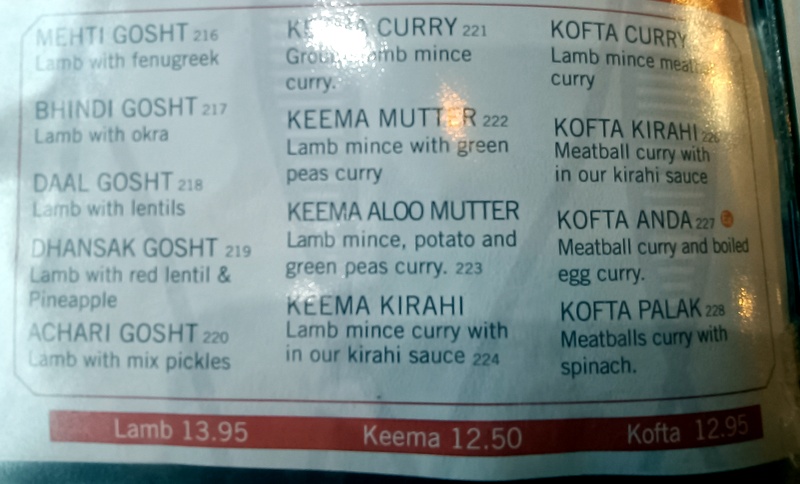 MEHTI GOSHT 216
Lamb with fenugreek
BHINDI GOSHT 217
Lamb with okra
DAAL GOSHT 218
Lamb with lentils
DHANSAK GOSHT 219
Lamb with red lentil &
Pineapple
ACHARI GOSHT 220
Lamb with mix pickles
CURRY 221
mince
curry.
KEEMA MUTTER 222
Lamb mince with green
peas curry
KEEMA ALOO MUTTER
Lamb mince, potato and
green peas curry. 223
KEEMA KIRAHI
Lamb mince curry with
in our kirahi sauce 224
KOFTA CURRY
Lamb mince
curry
KOFTA KIRAHI 226
Meatball curry with
in our kirahi sauce
KOFTA ANDA 227
Meatball curry and boiled
egg curry.
KOFTA PALAK 228
Meatballs curry with
spinach.
Lamb 13.95
Keema 12.50
Kofta 12.95